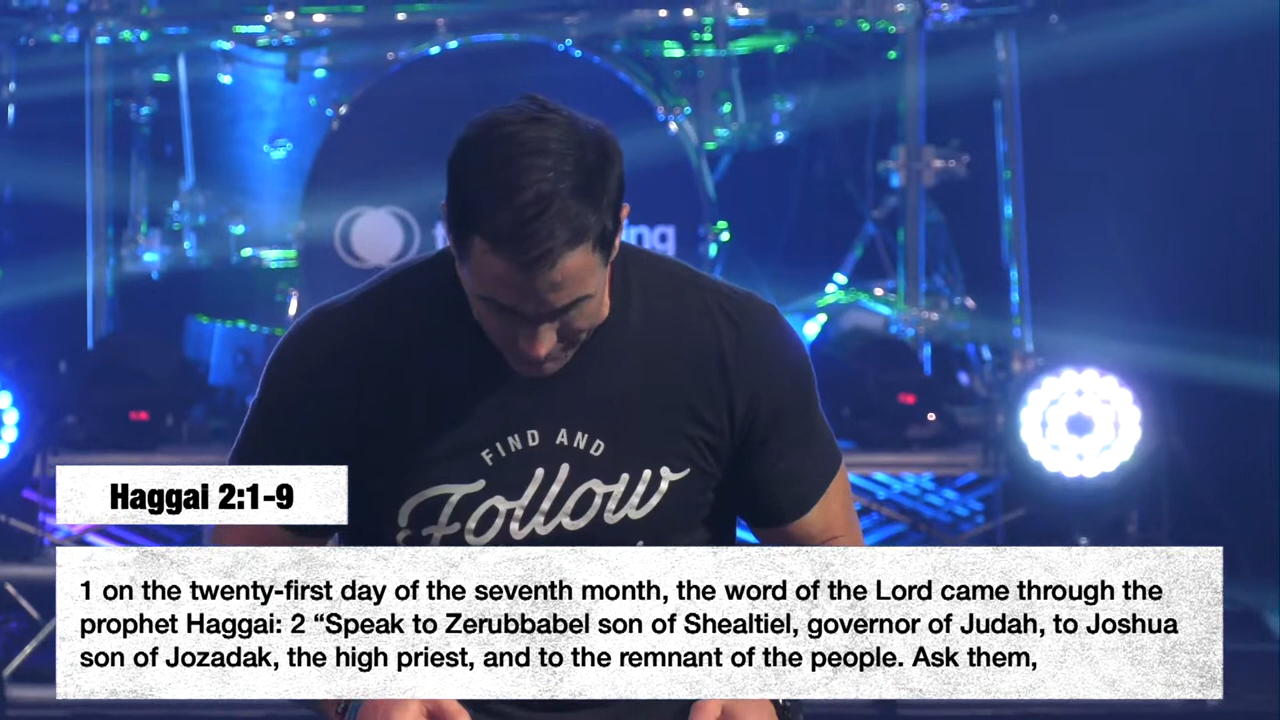 FIND AND
Follow
Haggai 2:1-9
1 on the twenty-first day of the seventh month, the word of the Lord came through the
prophet Haggai: 2 “Speak to Zerubbabel son of Shealtiel, governor of Judah, to Joshua
son of Jozadak, the high priest, and to the remnant of the people. Ask them,